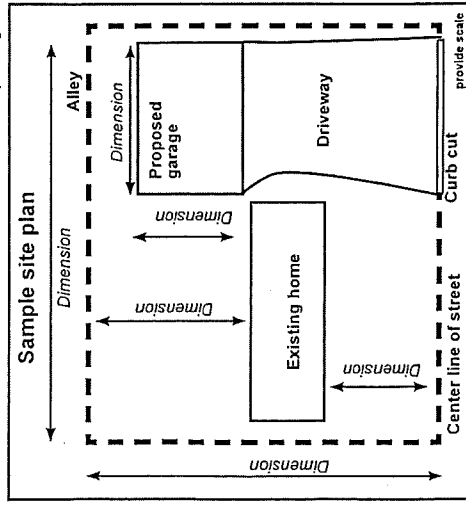 Sample site plan
Dimension
Alley
Dimension
Proposed
garage
Dimension
Dimension
Driveway
Existing home
Dimension
Dimension
Curb cut
Center line of street
provide scale